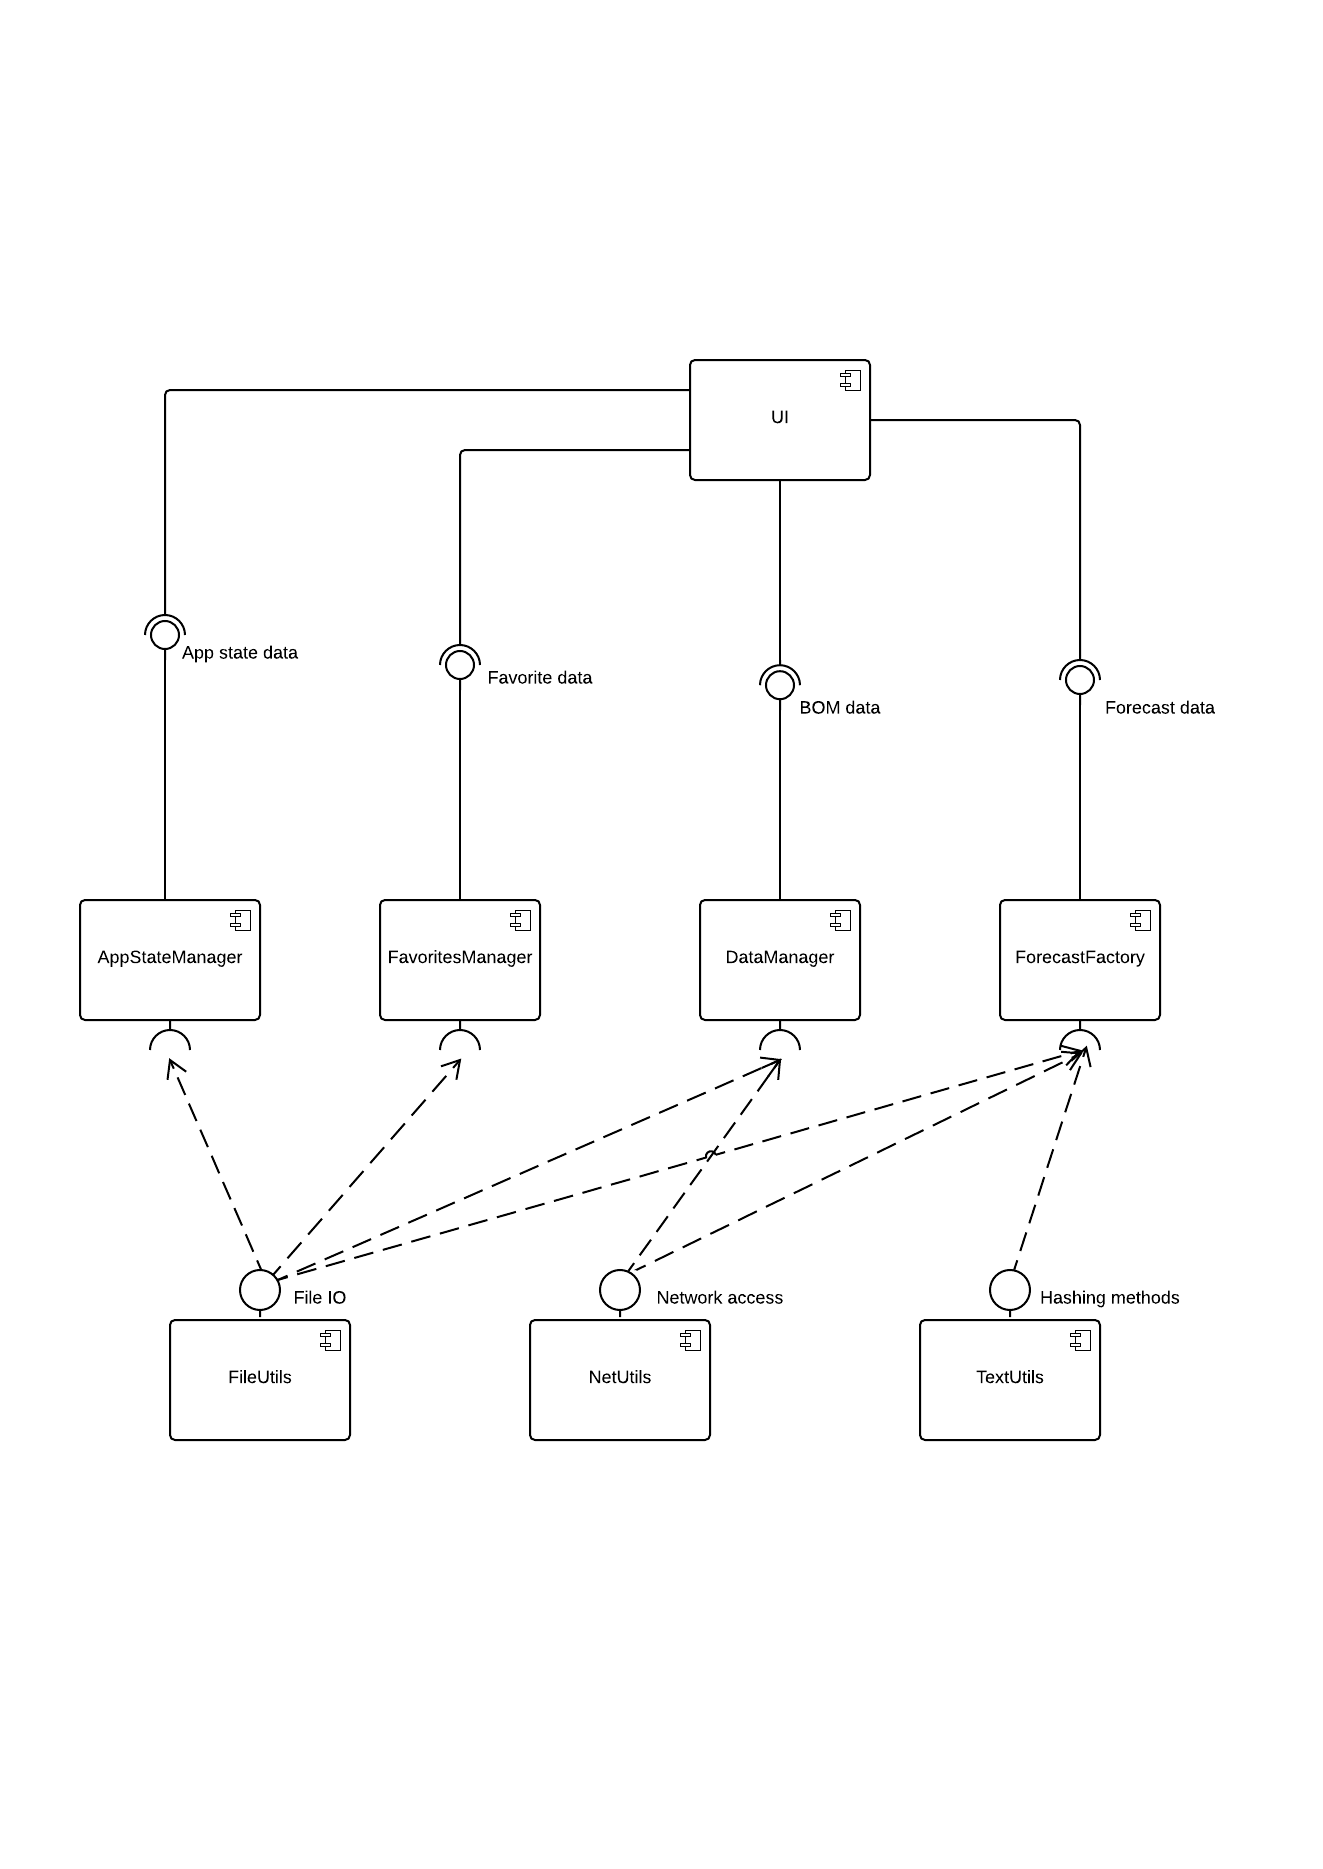 UI
App state data
Favorite data
BOM data
Forecast data
AppStateManager
FavoritesManager
DataManager
ForecastFactory
File IO
Network access
Hashing methods
FileUtils
NetUtils
TextUtils